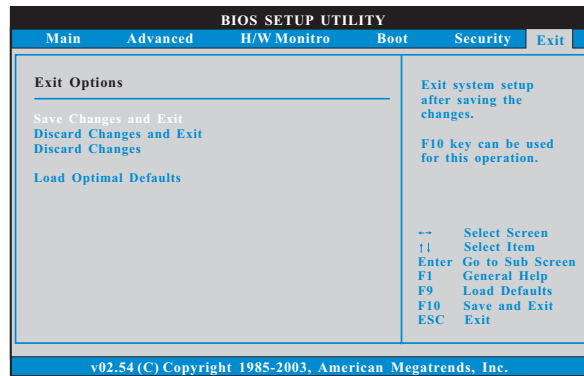 BIOS SETUP UTILITY
Main Advanced H/W Monitro Boot Security Exit
Exit Options
Save Changes and Exit
Discard Changes and Exit
Discard Changes
Load Optimal Defaults
Exit system setup
after saving the
changes.
F10 key can be used
for this operation.
←→ Select Screen
↑↓ Select Item
Enter Go to Sub Screen
F1 General Help
F9 Load Defaults
F10 Save and Exit
ESC Exit
v02.54 (C) Copyright 1985-2003, American Megatrends, Inc.